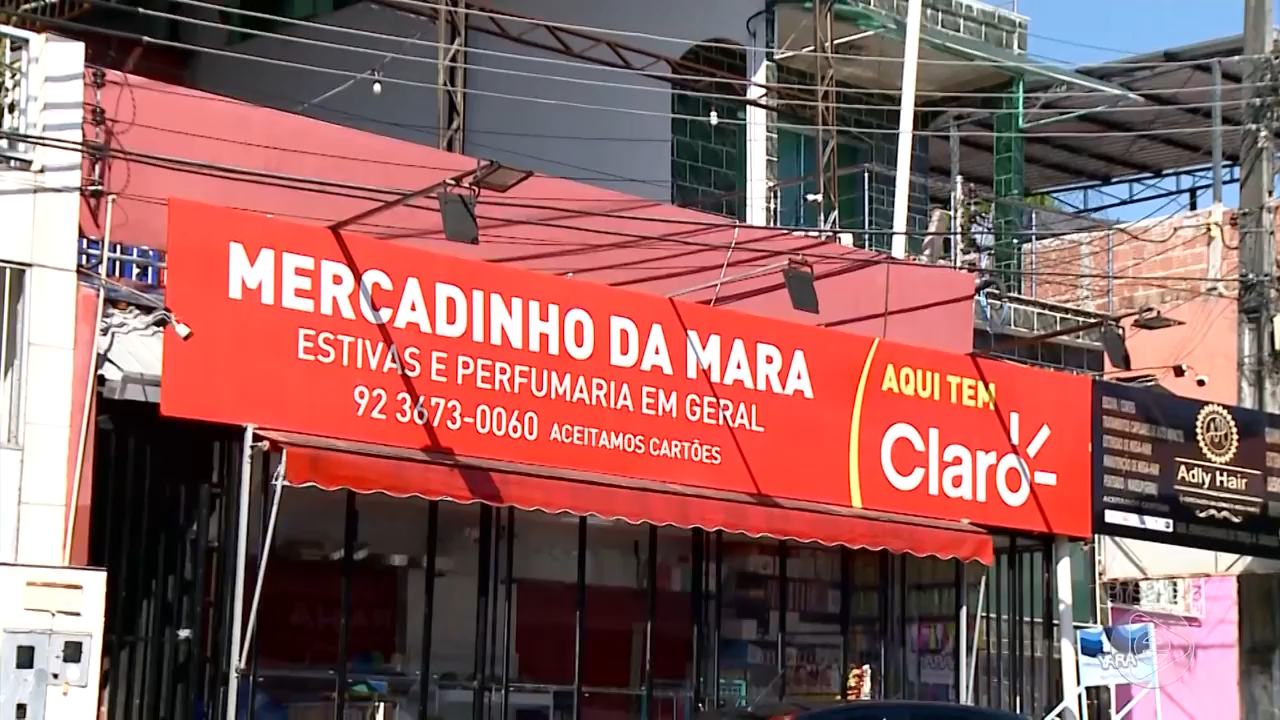 MERCADINHO DA MARA
ESTIVAS E PERFUMARIA EM GERAL
92 3673-0060 ACEITAMOS CARTÕES
AQUI TEM
Claro
Adly Hair